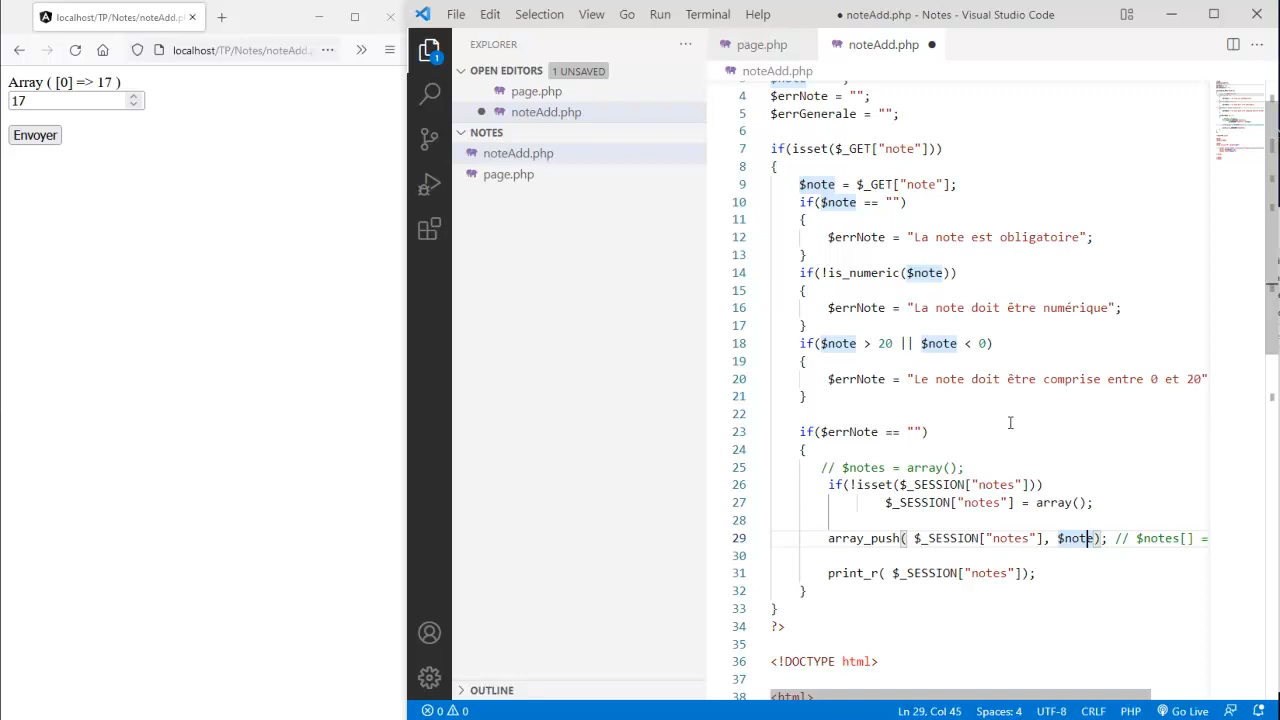 localhost/TP/Notes/noteAdd.php
localhost/TP/Notes/noteAdd.
Array ( [0] => 17 )
17
Envoyer
File Edit Selection View Go Run Terminal Help
● noteAdd.php - Notes - Visual Studio Code
EXPLORER
page.php
noteAdd.php
OPEN EDITORS
1 UNSAVED
page.php
noteAdd.php
NOTES
noteAdd.php
page.php
OUTLINE
noteAdd.php
4 $errNote = "";
5 $errGenerale = "";
6
7 if(isset($_GET["note"]))
8 {
9 $note = $_GET["note"];
10 if($note == "")
11 {
12 $errNote = "La note est obligatoire";
13 }
14 if(!is_numeric($note))
15 {
16 $errNote = "La note doit être numérique";
17 }
18 if($note > 20 || $note < 0)
19 {
20 $errNote = "Le note doit être comprise entre 0 et 20"
21 }
22
23 if($errNote == "")
24 {
25 // $notes = array();
26 if(!isset($_SESSION["notes"]))
27 $_SESSION["notes"] = array();
28
29 array_push( $_SESSION["notes"], $note); // $notes[] =
30
31 print_r( $_SESSION["notes"]);
32 }
33 }
34 ?>
35
36 <!DOCTYPE html>
37
38 <html>
0 0
Ln 29, Col 45
Spaces: 4
UTF-8
CRLF
PHP
Go Live